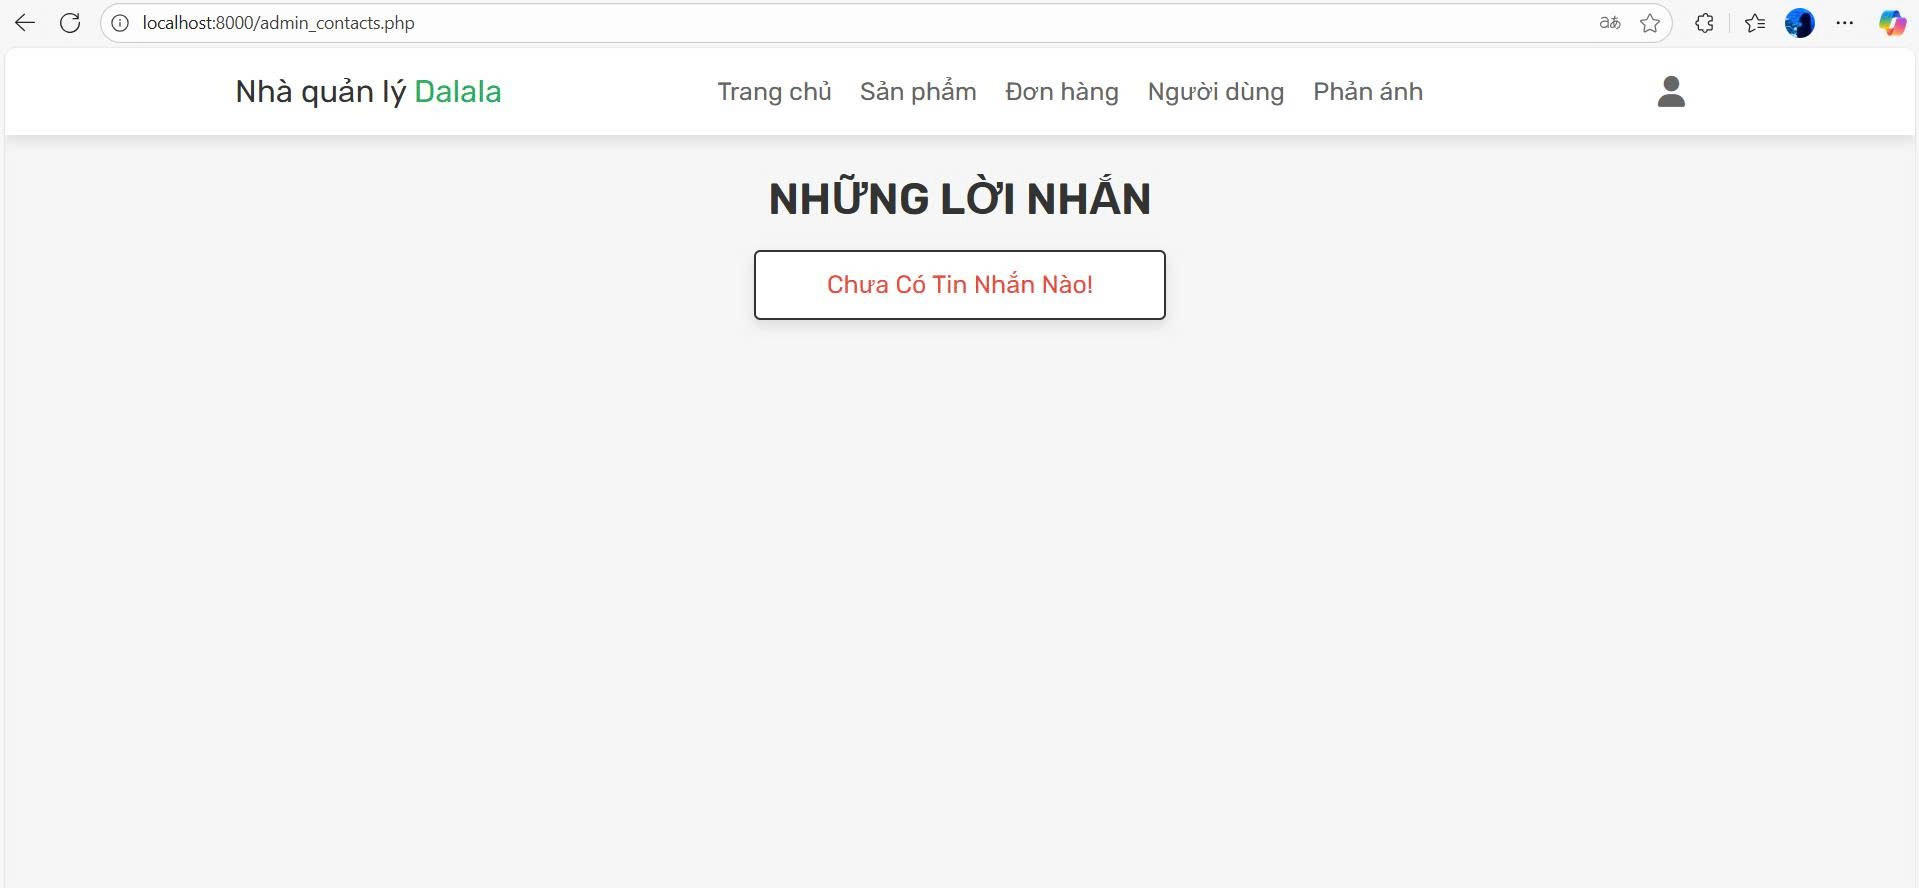 localhost:8000/admin_contacts.php
Nhà quản lý Dalala Trang chủ Sản phẩm Đơn hàng Người dùng Phản ánh
NHỮNG LỜI NHẮN
Chưa Có Tin Nhắn Nào!